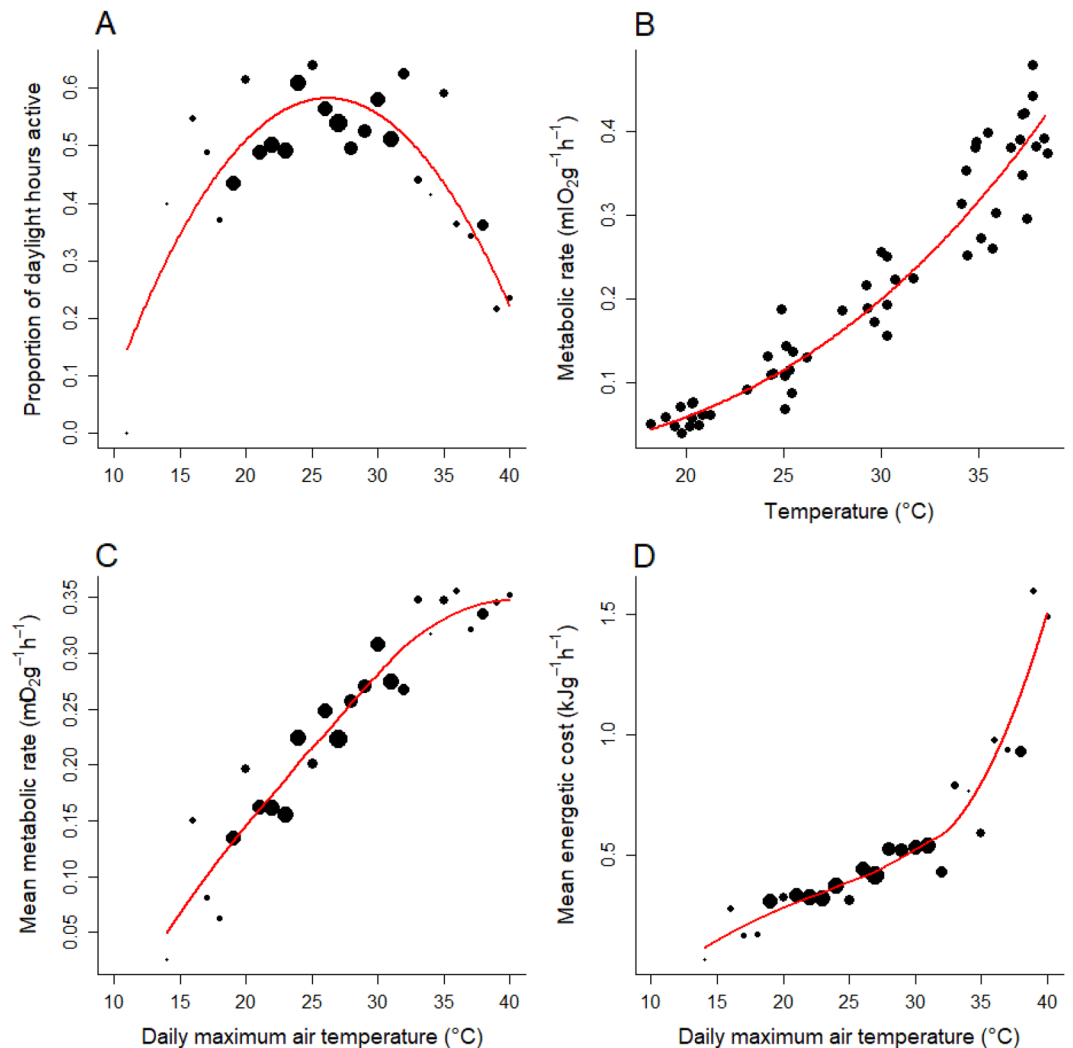 A
Proportion of daylight hours active
0.0 0.1 0.2 0.3 0.4 0.5 0.6
10 15 20 25 30 35 40
B
Metabolic rate (mlO₂g⁻¹h⁻¹)
0.1 0.2 0.3 0.4
20 25 30 35
Temperature (°C)
C
Mean metabolic rate (mD₂g⁻¹h⁻¹)
0.05 0.10 0.15 0.20 0.25 0.30 0.35
10 15 20 25 30 35 40
Daily maximum air temperature (°C)
D
Mean energetic cost (kJg⁻¹h⁻¹)
0.5 1.0 1.5
10 15 20 25 30 35 40
Daily maximum air temperature (°C)